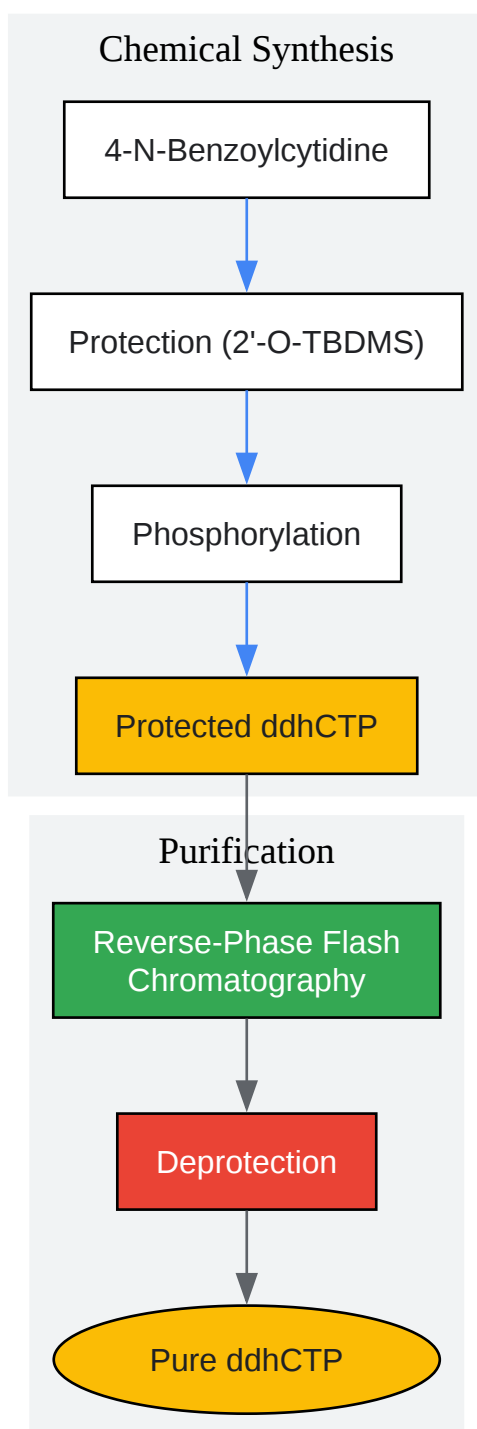 Chemical Synthesis
4-N-Benzoylcytidine
Protection (2'-O-TBDMS)
Phosphorylation
Protected ddhCTP
Purification
Reverse-Phase Flash
Chromatography
Deprotection
Pure ddhCTP